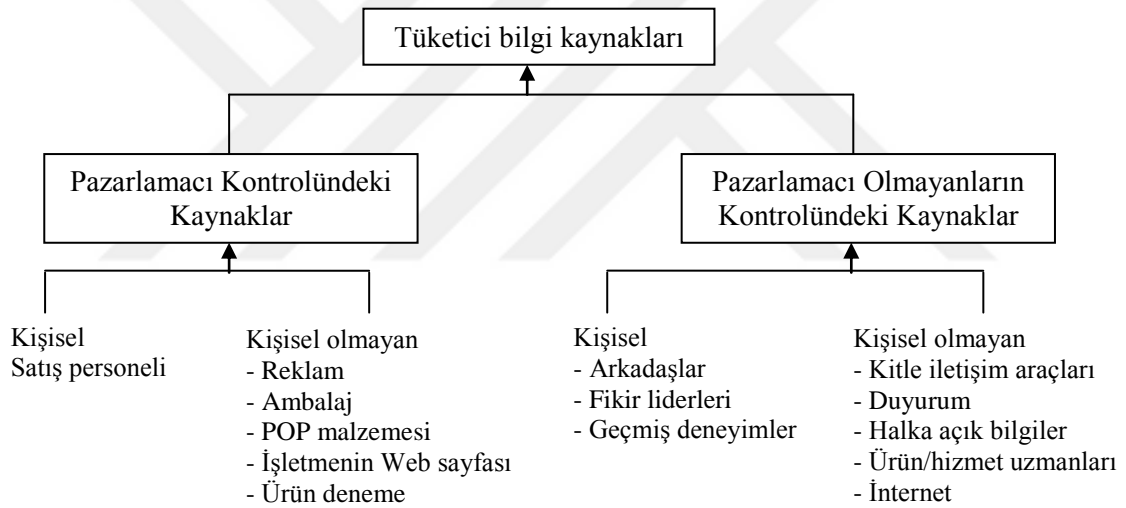 Tüketici bilgi kaynakları
Pazarlamacı Kontrolündeki
Kaynaklar
Pazarlamacı Olmayanların
Kontrolündeki Kaynaklar
Kişisel
Satış personeli
Kişisel olmayan
- Reklam
- Ambalaj
- POP malzemesi
- İşletmenin Web sayfası
- Ürün deneme
Kişisel
- Arkadaşlar
- Fikir liderleri
- Geçmiş deneyimler
Kişisel olmayan
- Kitle iletişim araçları
- Duyurum
- Halka açık bilgiler
- Ürün/hizmet uzmanları
- İnternet